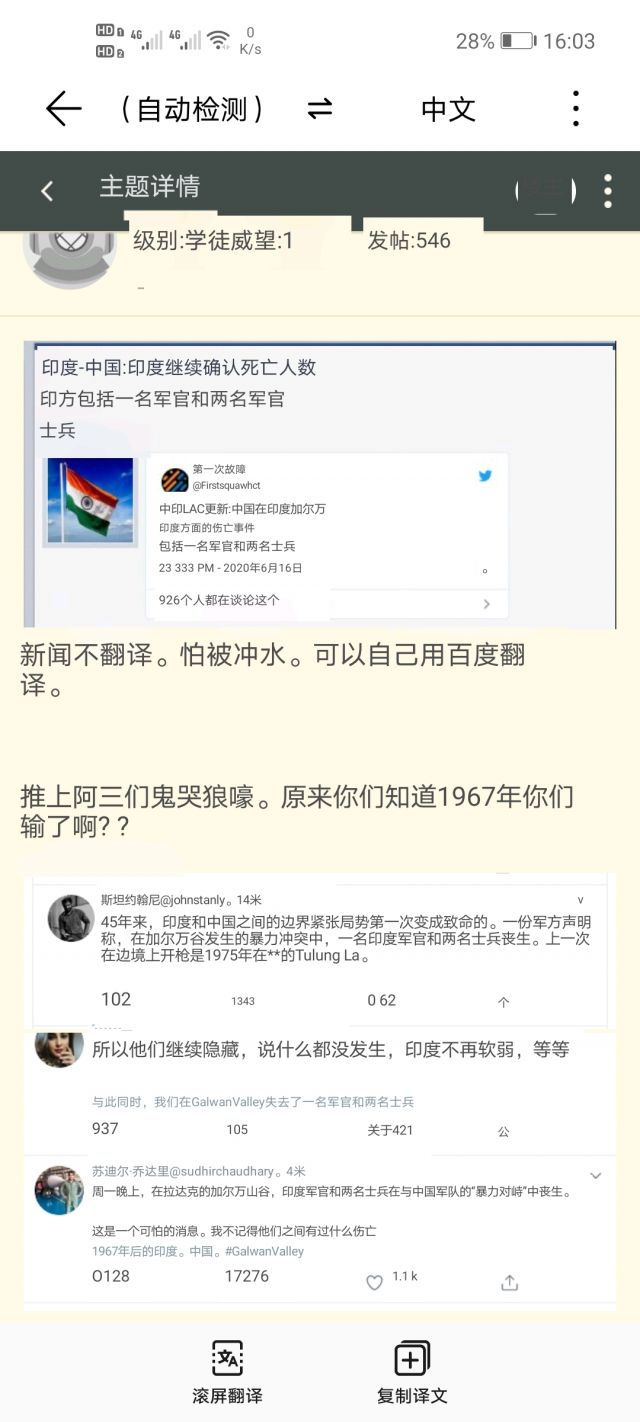 HD 1 4G 4G 0
HD 2 K/s
28% 16:03
（自动检测） 中文
主题详情
级别:学徒威望:1 发帖:546
印度-中国:印度继续确认死亡人数
印方包括一名军官和两名军官
士兵
第一次故障
@Firstsquawhct
中印LAC更新:中国在印度加尔万
印度方面的伤亡事件
包括一名军官和两名士兵
23 333 PM - 2020年6月16日
926个人都在谈论这个
新闻不翻译。怕被冲水。可以自己用百度翻
译。
推上阿三们鬼哭狼嚎。原来你们知道1967年你们
输了啊??
斯坦约翰尼@johnstanly。14米
45年来，印度和中国之间的边界紧张局势第一次变成致命的。一份军方声明
称，在加尔万谷发生的暴力冲突中，一名印度军官和两名士兵丧生。上一次
在边境上开枪是1975年在**的Tulung La。
102 1343 0 62 个
所以他们继续隐藏，说什么都没发生，印度不再软弱，等等
与此同时，我们在GalwanValley失去了一名军官和两名士兵
937 105 关于421 公
苏迪尔·乔达里@sudhirchaudhary。4米
周一晚上，在拉达克的加尔万山谷，印度军官和两名士兵在与中国军队的“暴力对峙”中丧生。
这是一个可怕的消息。我不记得他们之间有过什么伤亡
1967年后的印度。中国。#GalwanValley
O128 17276 1.1 k
滚屏翻译 复制译文